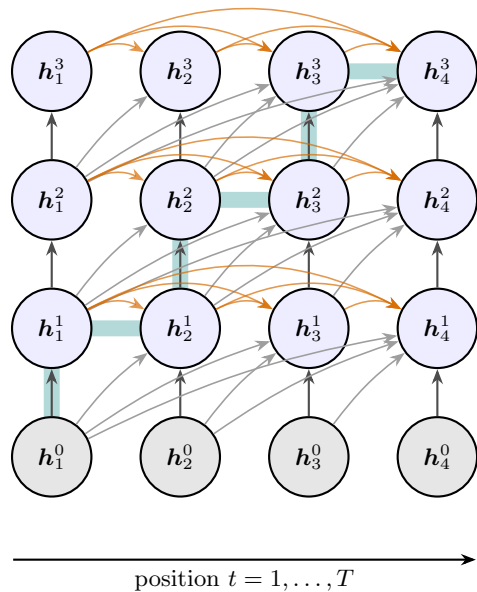 h_1^3 h_2^3 h_3^3 h_4^3
h_1^2 h_2^2 h_3^2 h_4^2
h_1^1 h_2^1 h_3^1 h_4^1
h_1^0 h_2^0 h_3^0 h_4^0
position t = 1, . . . , T